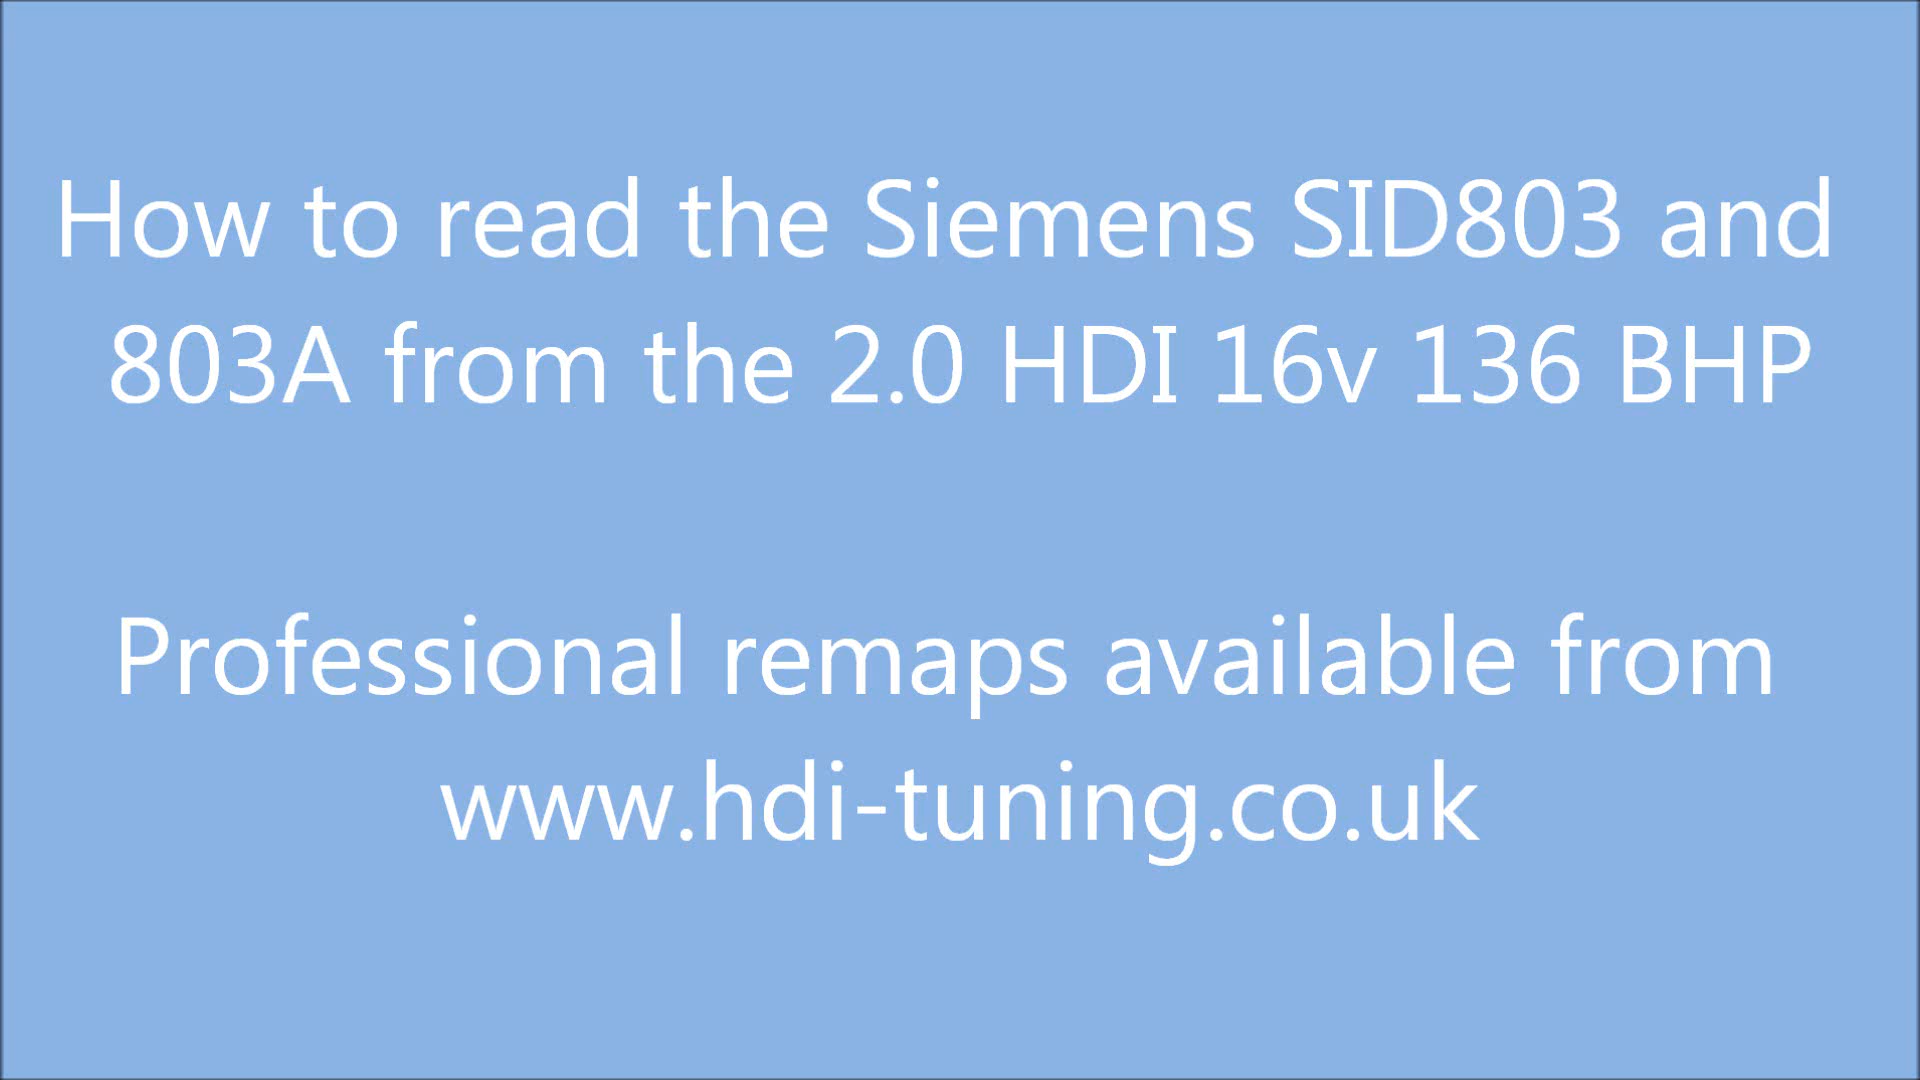 How to read the Siemens SID803 and
803A from the 2.0 HDI 16v 136 BHP
Professional remaps available from
www.hdi-tuning.co.uk